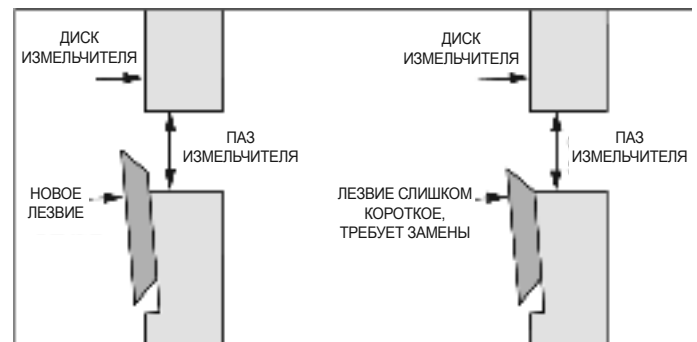 ДИСК
ИЗМЕЛЬЧИТЕЛЯ
ПАЗ
ИЗМЕЛЬЧИТЕЛЯ
НОВОЕ
ЛЕЗВИЕ
ДИСК
ИЗМЕЛЬЧИТЕЛЯ
ПАЗ
ИЗМЕЛЬЧИТЕЛЯ
ЛЕЗВИЕ СЛИШКОМ
КОРОТКОЕ,
ТРЕБУЕТ ЗАМЕНЫ